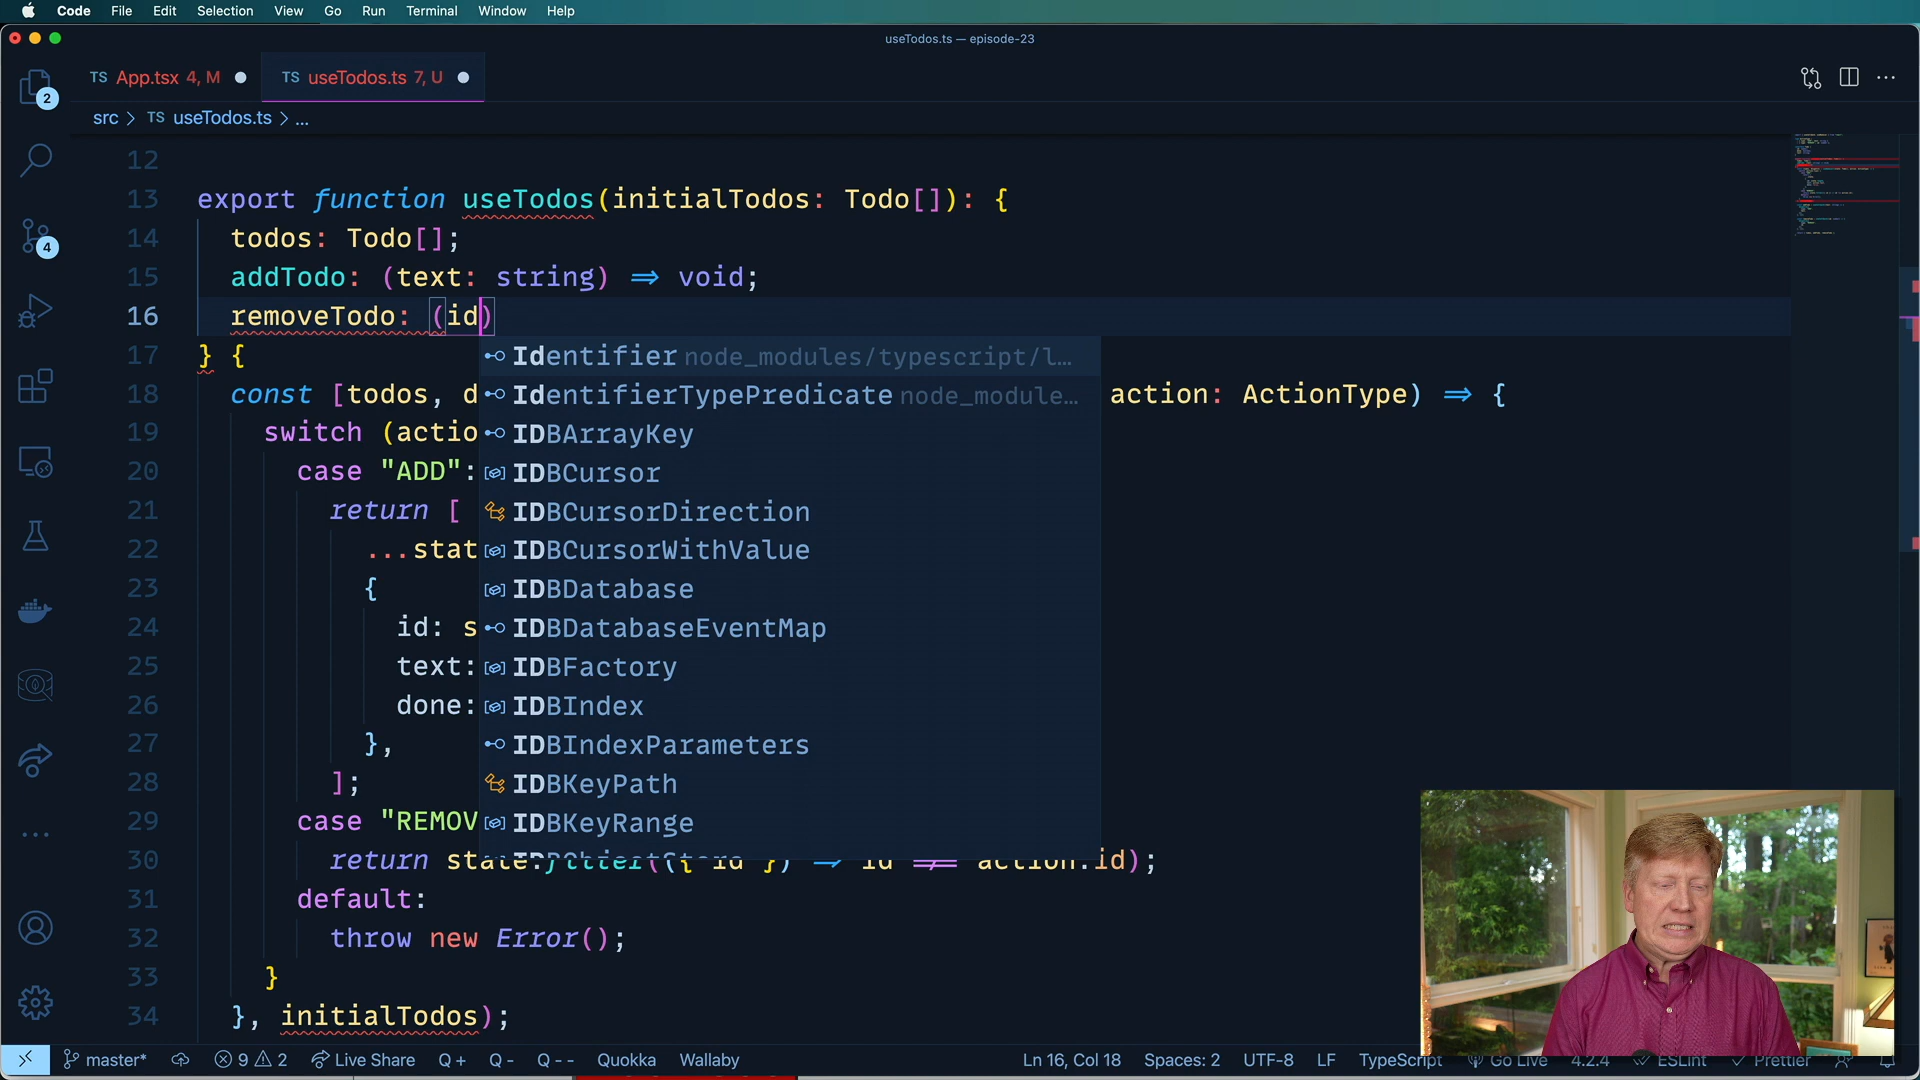 Code File Edit Selection View Go Run Terminal Window Help
useTodos.ts — episode-23
TS App.tsx 4, M
TS useTodos.ts 7, U
src > TS useTodos.ts > ...
2
4
12
13 export function useTodos(initialTodos: Todo[]): {
14 todos: Todo[];
15 addTodo: (text: string) => void;
16 removeTodo: (id)
17 } {
18 const [todos, d action: ActionType) => {
19 switch (actio
20 case "ADD":
21 return [
22 ...stat
23 {
24 id: s
25 text:
26 done:
27 },
28 ];
29 case "REMOV
30 return state.filter(({ id }) => id !== action.id);
31 default:
32 throw new Error();
33 }
34 }, initialTodos);
Identifier node_modules/typescript/l...
IdentifierTypePredicate node_module...
IDBArrayKey
IDBCursor
IDBCursorDirection
IDBCursorWithValue
IDBDatabase
IDBDatabaseEventMap
IDBFactory
IDBIndex
IDBIndexParameters
IDBKeyPath
IDBKeyRange
IDBObjectStore
master* 9 2 Live Share Q + Q - Q - - Quokka Wallaby Ln 16, Col 18 Spaces: 2 UTF-8 LF TypeScript Go Live 4.2.4 ESLint Prettier